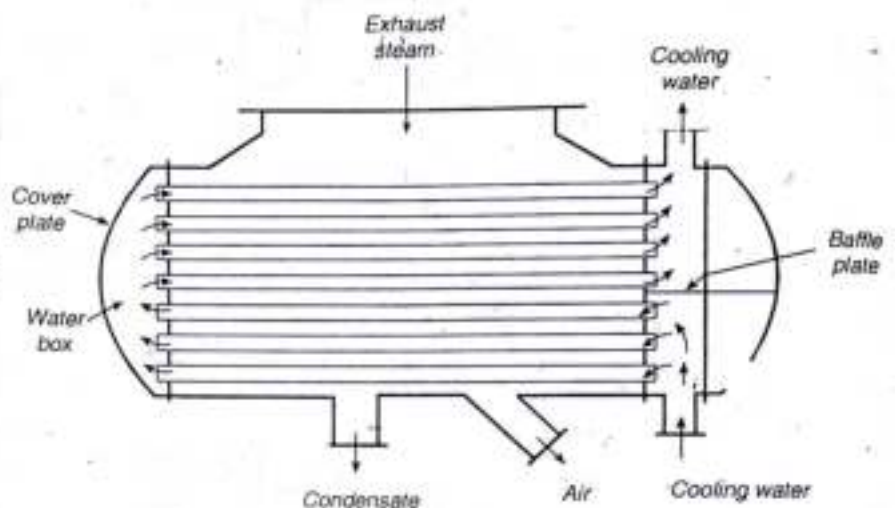 Exhaust
steam
Cooling
water
Cover
plate
Baffle
plate
Water
box
Condensate
Air
Cooling water